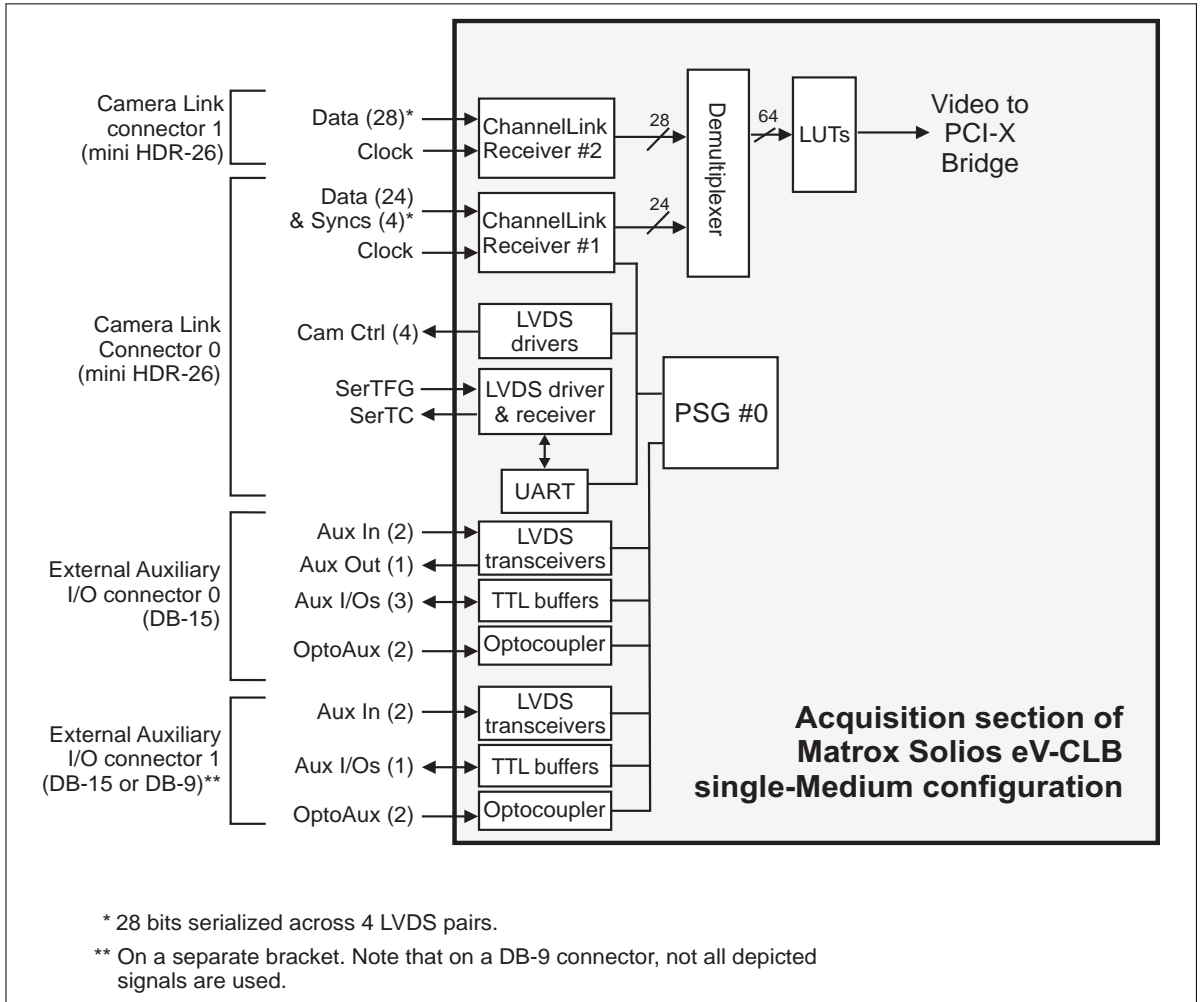 Camera Link
connector 1
(mini HDR-26)
Data (28)*
Clock
ChannelLink
Receiver #2
28
Demultiplexer
64
LUTs
Video to
PCI-X
Bridge
Camera Link
Connector 0
(mini HDR-26)
Data (24)
& Syncs (4)*
Clock
ChannelLink
Receiver #1
24
Cam Ctrl (4)
LVDS
drivers
SerTFG
SerTC
LVDS driver
& receiver
UART
PSG #0
External Auxiliary
I/O connector 0
(DB-15)
Aux In (2)
Aux Out (1)
LVDS
transceivers
Aux I/Os (3)
TTL buffers
OptoAux (2)
Optocoupler
External Auxiliary
I/O connector 1
(DB-15 or DB-9)**
Aux In (2)
LVDS
transceivers
Aux I/Os (1)
TTL buffers
OptoAux (2)
Optocoupler
Acquisition section of
Matrox Solios eV-CLB
single-Medium configuration
* 28 bits serialized across 4 LVDS pairs.
** On a separate bracket. Note that on a DB-9 connector, not all depicted
signals are used.